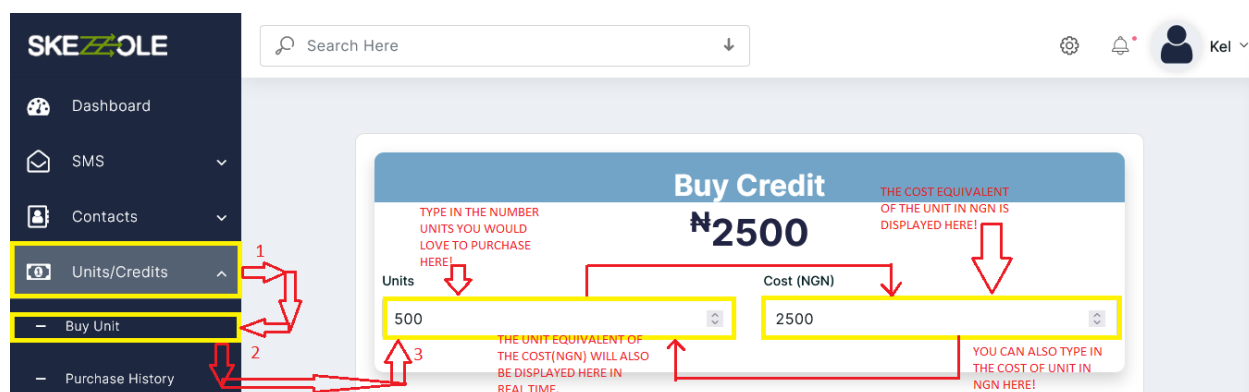 SKEZZOLE
Search Here
Kel
Dashboard
SMS
Contacts
Units/Credits
1
Buy Unit
2
Purchase History
Buy Credit
₦2500
TYPE IN THE NUMBER
UNITS YOU WOULD
LOVE TO PURCHASE
HERE!
THE COST EQUIVALENT
OF THE UNIT IN NGN IS
DISPLAYED HERE!
Units
Cost (NGN)
500
2500
3
THE UNIT EQUIVALENT OF
THE COST(NGN) WILL ALSO
BE DISPLAYED HERE IN
REAL TIME.
YOU CAN ALSO TYPE IN
THE COST OF UNIT IN
NGN HERE!